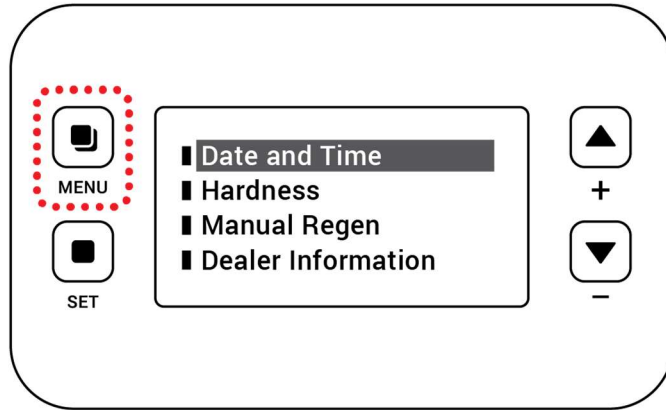 MENU
SET
Date and Time
Hardness
Manual Regen
Dealer Information
+
–